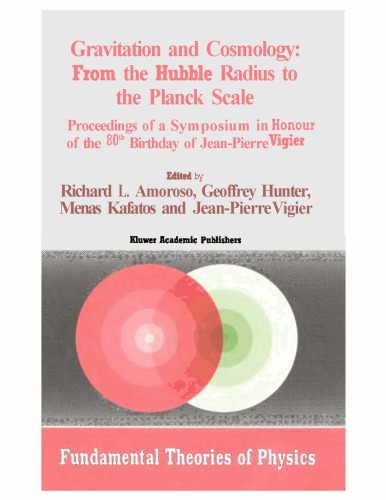 Gravitation and Cosmology:
From the Hubble Radius to
the Planck Scale
Proceedings of a Symposium in Honour
of the 80th Birthday of Jean-Pierre Vigier
Edited by
Richard L. Amoroso, Geoffrey Hunter,
Menas Kafatos and Jean-Pierre Vigier
Kluwer Academic Publishers
Fundamental Theories of Physics